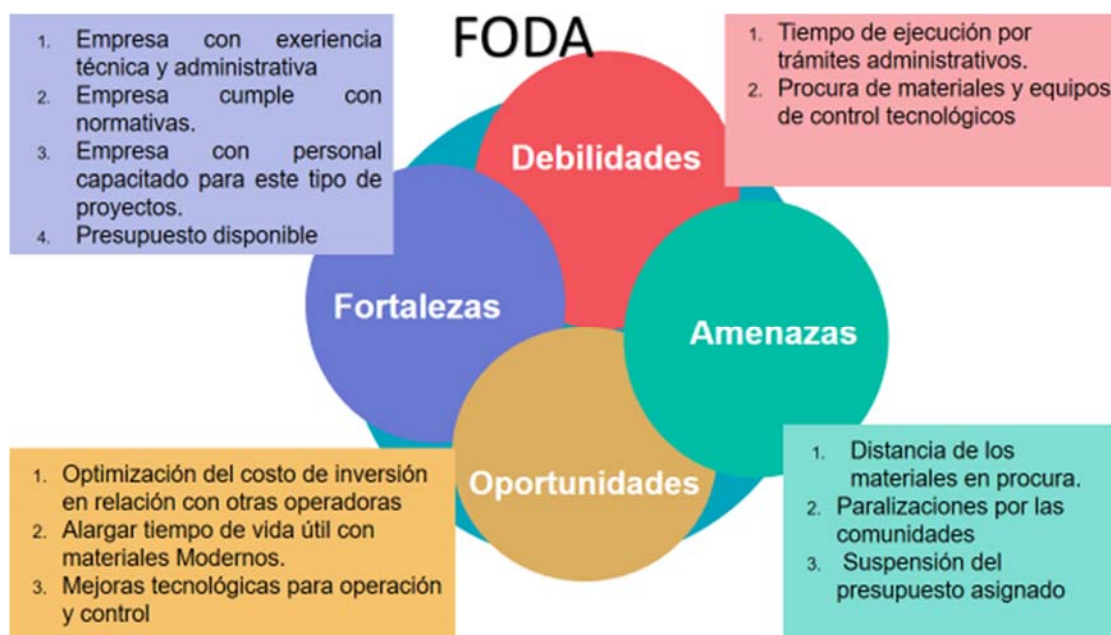 FODA
1. Empresa con exeriencia
técnica y administrativa
2. Empresa cumple con
normativas.
3. Empresa con personal
capacitado para este tipo de
proyectos.
4. Presupuesto disponible
1. Tiempo de ejecución por
trámites administrativos.
2. Procura de materiales y equipos
de control tecnológicos
Debilidades
Fortalezas
Amenazas
Oportunidades
1. Optimización del costo de inversión
en relación con otras operadoras
2. Alargar tiempo de vida útil con
materiales Modernos.
3. Mejoras tecnológicas para operación
y control
1. Distancia de los
materiales en procura.
2. Paralizaciones por las
comunidades
3. Suspensión del
presupuesto asignado